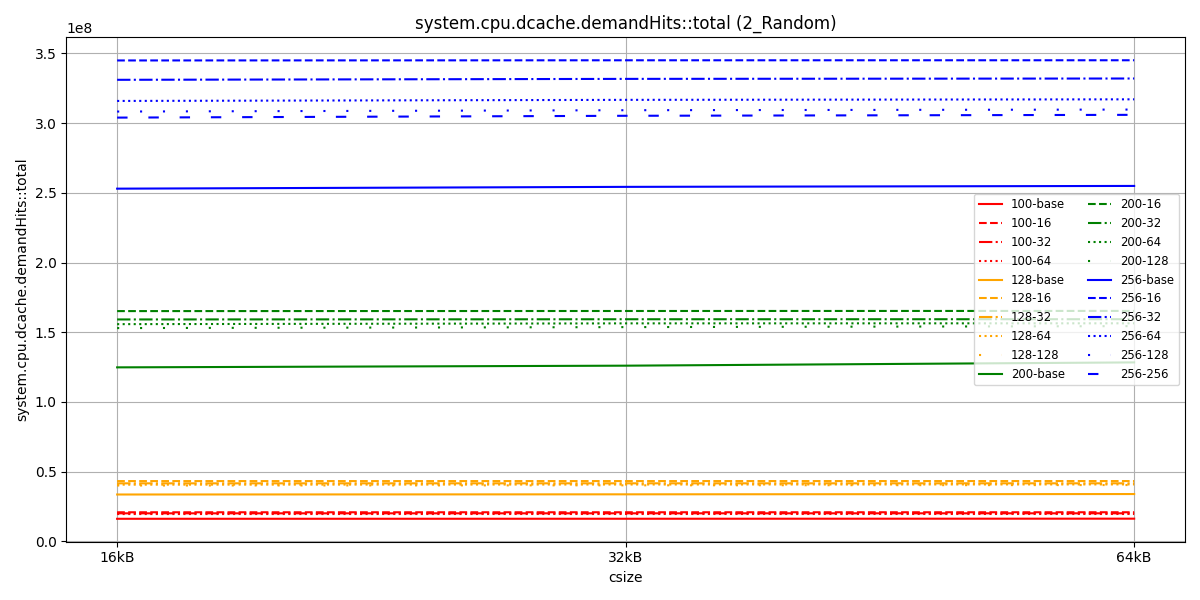 system.cpu.dcache.demandHits::total (2_Random)
1e8
3.5
3.0
2.5
2.0
1.5
1.0
0.5
0.0
system.cpu.dcache.demandHits::total
16kB
32kB
64kB
csize
100-base
100-16
100-32
100-64
128-base
128-16
128-32
128-64
128-128
200-base
200-16
200-32
200-64
200-128
256-base
256-16
256-32
256-64
256-128
256-256